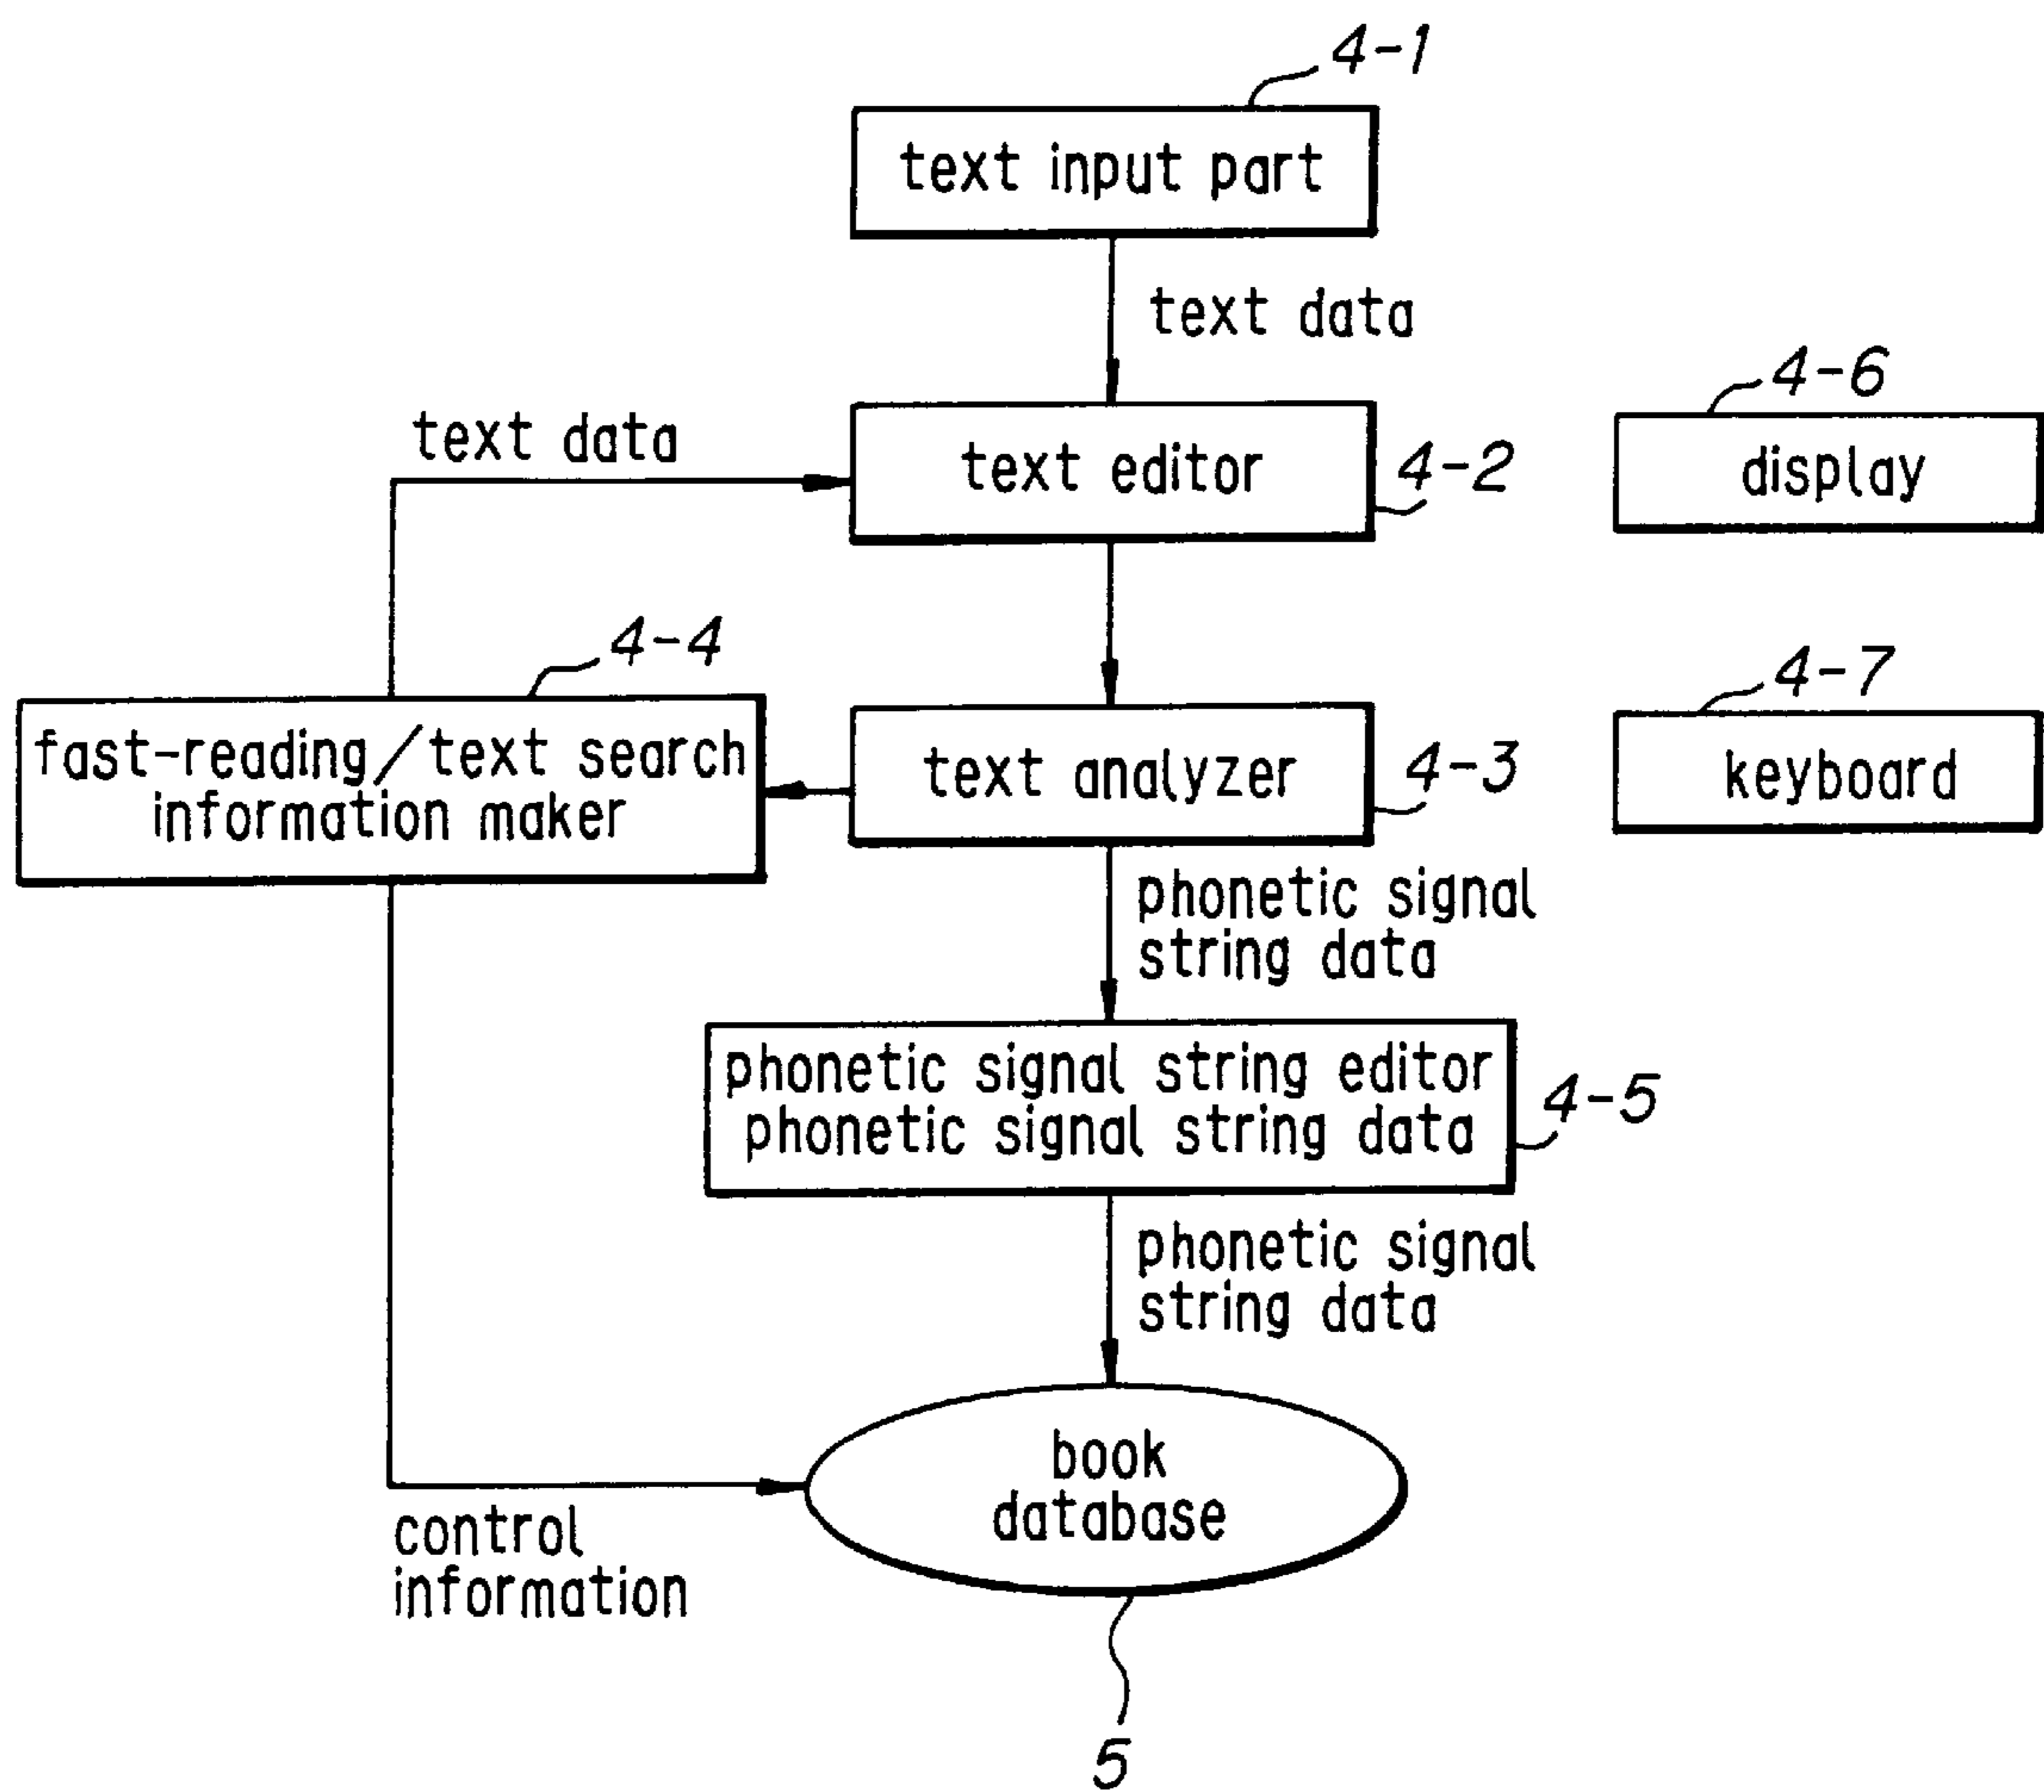 4-1
text input part
text data
4-6
text data
text editor
4-2
display
4-4
4-7
fast-reading/text search
information maker
text analyzer
4-3
keyboard
phonetic signal
string data
phonetic signal string editor
phonetic signal string data
4-5
phonetic signal
string data
book
database
control
information
5